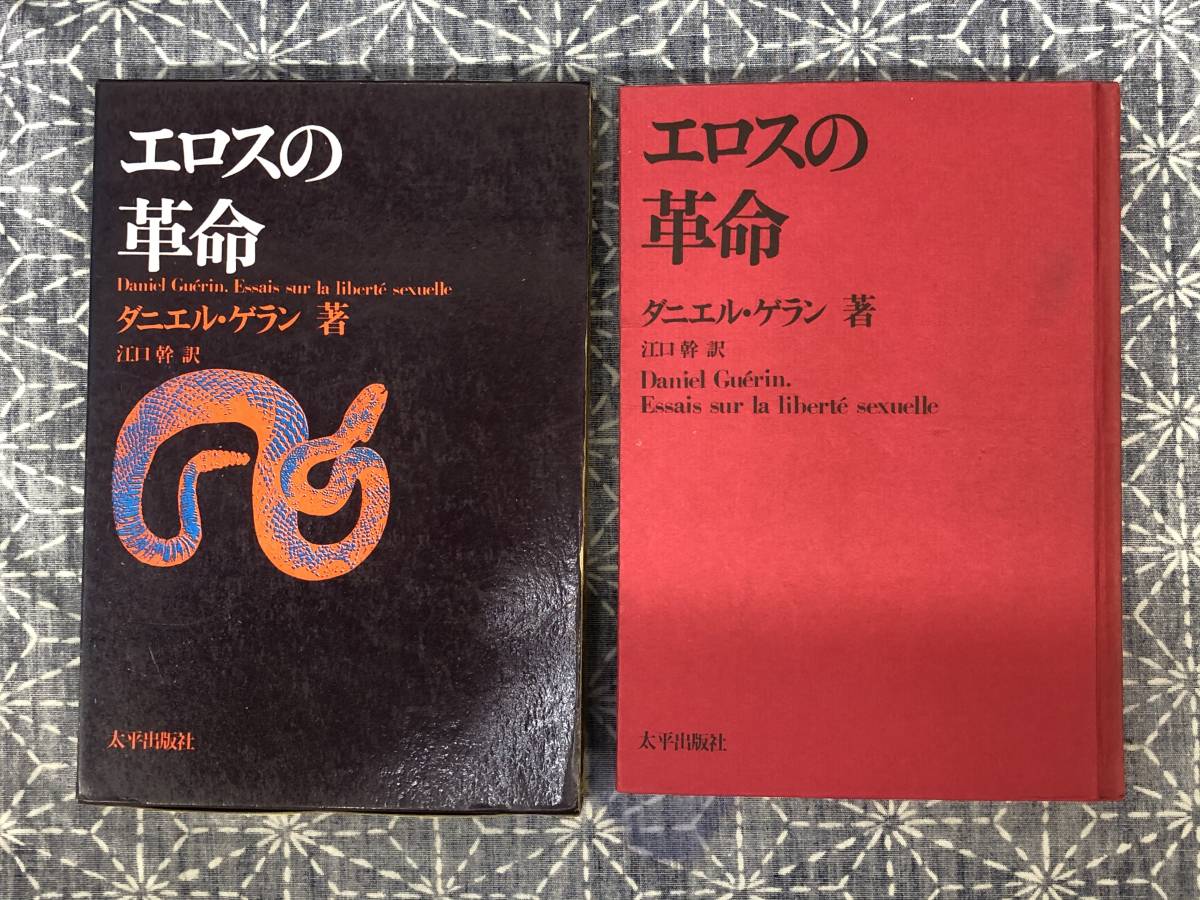 エロスの
革命
Daniel Guérin. Essais sur la liberté sexuelle
ダニエル・ゲラン 著
江口 幹 訳
太平出版社
エロスの
革命
ダニエル・ゲラン 著
江口 幹 訳
Daniel Guérin.
Essais sur la liberté sexuelle
太平出版社